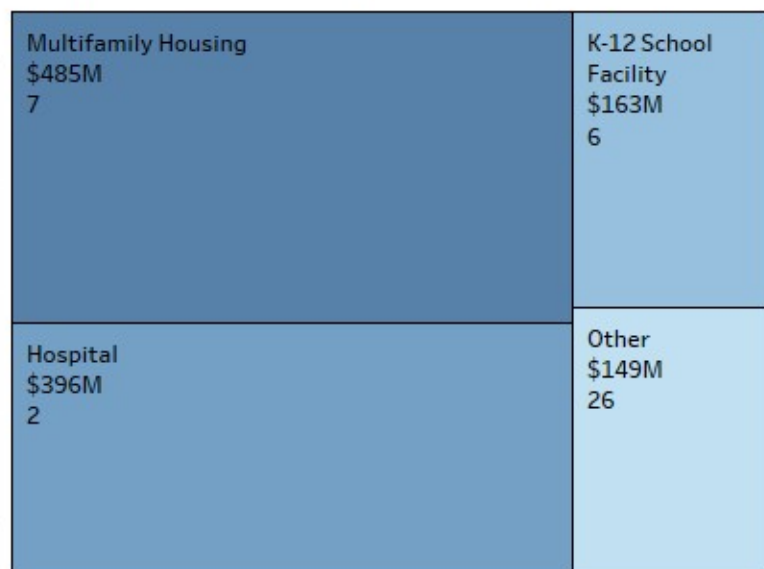 Multifamily Housing
$485M
7
K-12 School
Facility
$163M
6
Hospital
$396M
2
Other
$149M
26